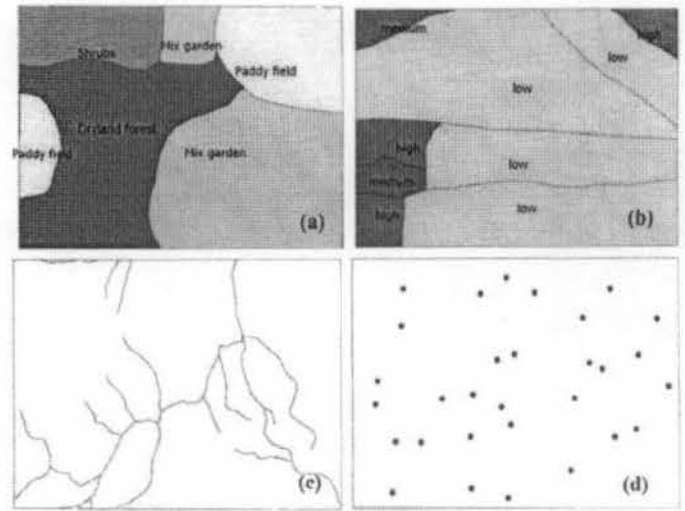 Shrubs
Mix garden
Paddy field
Dryland forest
Paddy field
Mix garden
(a)
medium
high
low
low
high
low
medium
high
low
(b)
(c)
(d)